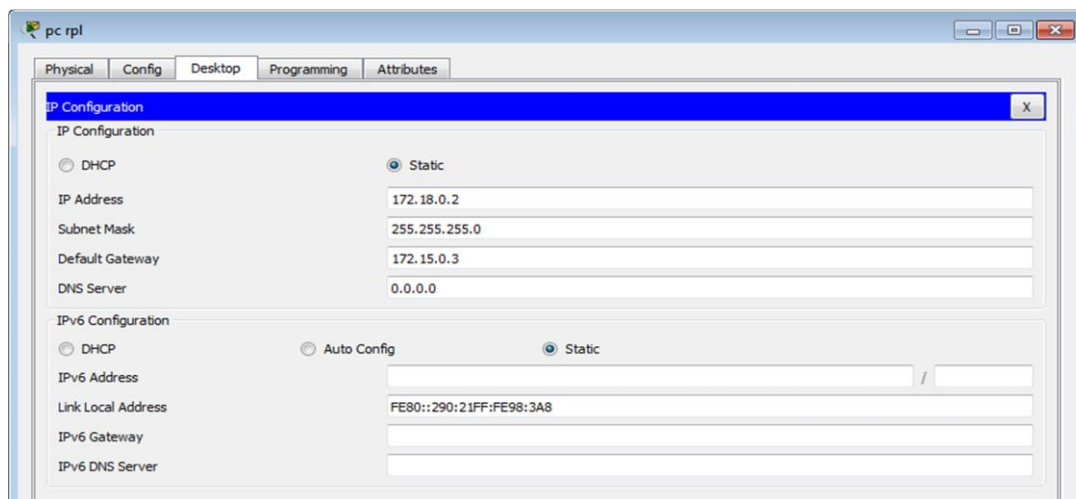 pc rpl
Physical Config Desktop Programming Attributes
IP Configuration X
IP Configuration
DHCP Static
IP Address 172.18.0.2
Subnet Mask 255.255.255.0
Default Gateway 172.15.0.3
DNS Server 0.0.0.0
IPv6 Configuration
DHCP Auto Config Static
IPv6 Address /
Link Local Address FE80::290:21FF:FE98:3A8
IPv6 Gateway
IPv6 DNS Server